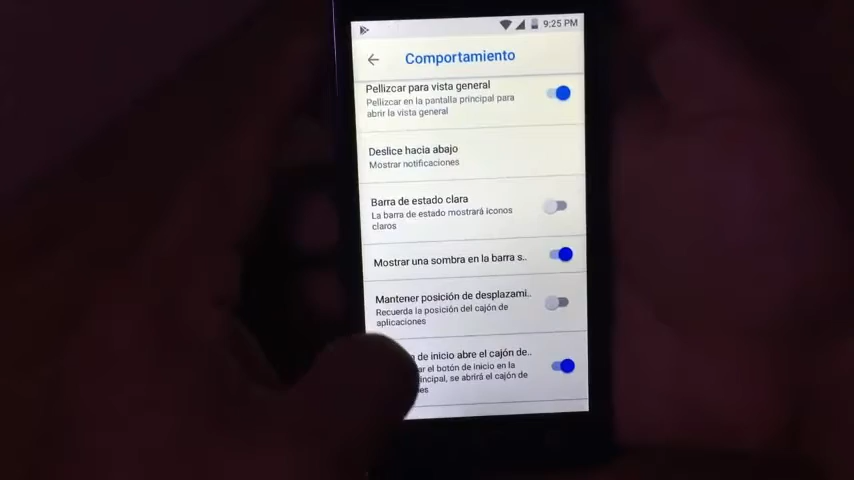 9:25 PM
Comportamiento
Pellizcar para vista general
Pellizcar en la pantalla principal para
abrir la vista general
Deslice hacia abajo
Mostrar notificaciones
Barra de estado clara
La barra de estado mostrará iconos
claros
Mostrar una sombra en la barra s..
Mantener posición de desplazami..
Recuerda la posición del cajón de
aplicaciones
de inicio abre el cajón de..
el botón de inicio en la
se abrirá el cajón de